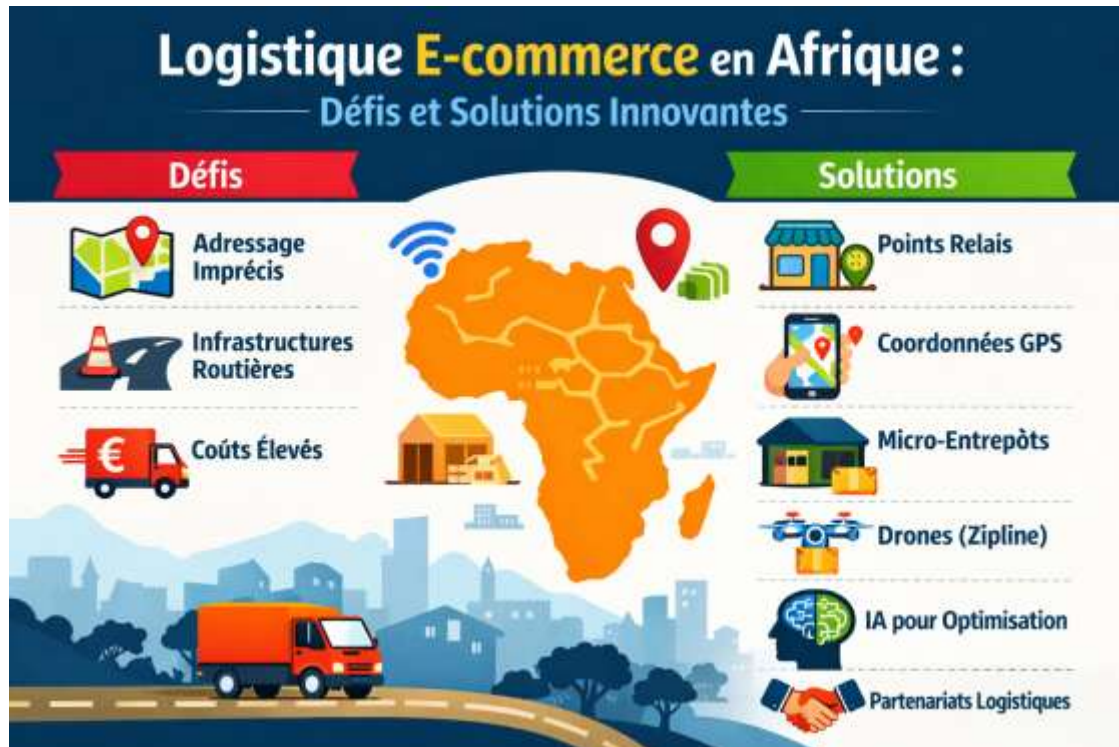 Logistique E-commerce en Afrique :
Défis et Solutions Innovantes
Défis
Adressage
Imprécis
Infrastructures
Routières
€
Coûts Élevés
Solutions
Points Relais
Coordonnées GPS
Micro-Entrepòts
Drones (Zipline)
IA pour Optimisation
Partenariats Logistiques